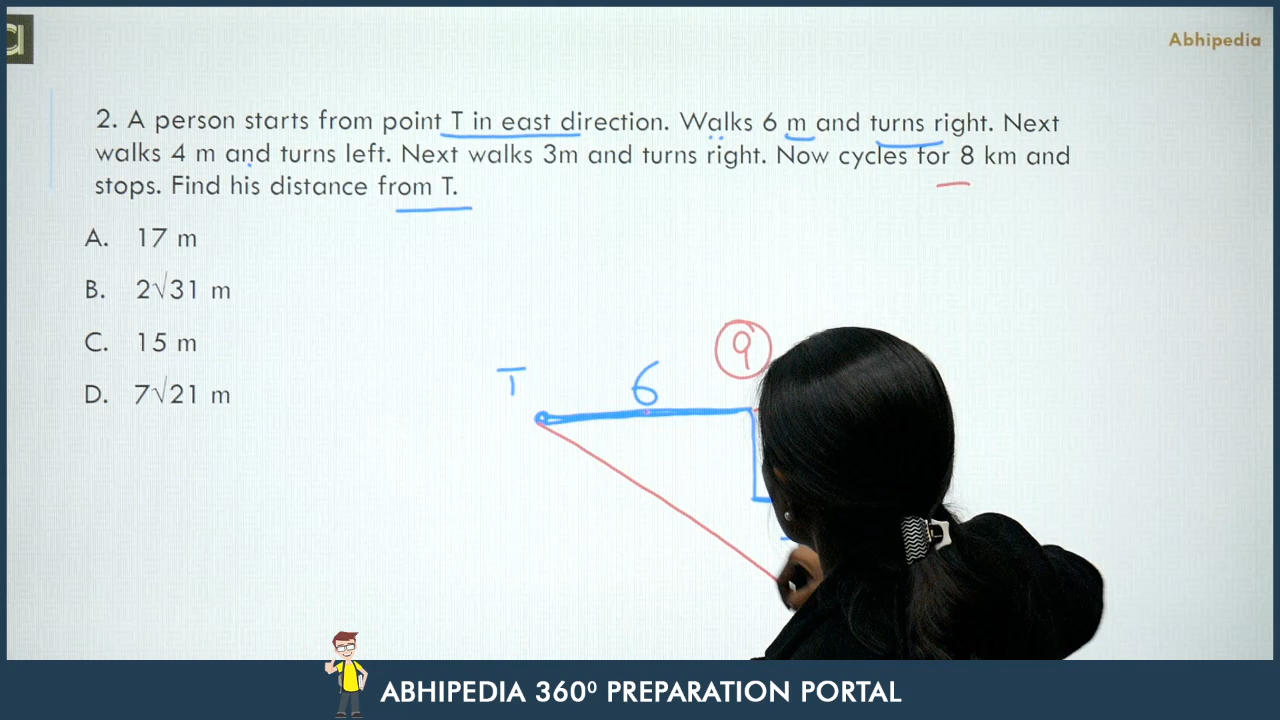 Abhipedia
2. A person starts from point T in east direction. Walks 6 m and turns right. Next
walks 4 m and turns left. Next walks 3m and turns right. Now cycles for 8 km and
stops. Find his distance from T.
A. 17 m
B. 2√31 m
C. 15 m
D. 7√21 m
9
T 6
ABHIPEDIA 360⁰ PREPARATION PORTAL